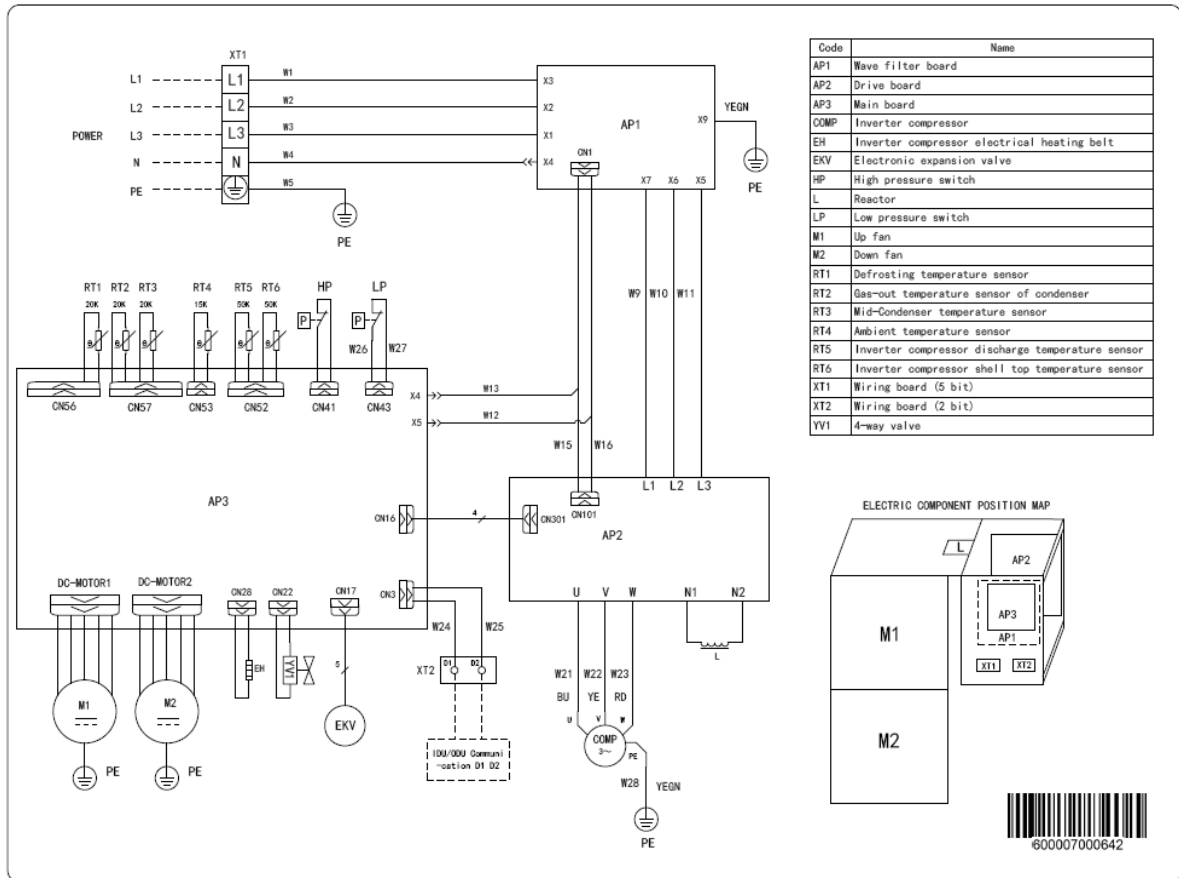 XT1
L1 L1 W1 X3
L2 L2 W2 X2
POWER L3 L3 W3 X1
N N W4 X4
PE W5
PE
AP1
CN1
X9 YEGN
PE
X7 X6 X5
W9 W10 W11
Code Name
AP1 Wave filter board
AP2 Drive board
AP3 Main board
COMP Inverter compressor
EH Inverter compressor electrical heating belt
EKV Electronic expansion valve
HP High pressure switch
L Reactor
LP Low pressure switch
M1 Up fan
M2 Down fan
RT1 Defrosting temperature sensor
RT2 Gas-out temperature sensor of condenser
RT3 Mid-Condenser temperature sensor
RT4 Ambient temperature sensor
RT5 Inverter compressor discharge temperature sensor
RT6 Inverter compressor shell top temperature sensor
XT1 Wiring board (5 bit)
XT2 Wiring board (2 bit)
YV1 4-way valve
RT1 RT2 RT3 RT4 RT5 RT6 HP LP
20K 20K 20K 15K 50K 50K
θ θ θ θ θ θ P P
W26 W27
CN56 CN57 CN53 CN52 CN41 CN43
X4 W13
X5 W12
W15 W16
AP3
CN16 4 CN301
CN101
L1 L2 L3
AP2
DC-MOTOR1 DC-MOTOR2 CN28 CN22 CN17 CN3
U V W N1 N2
L
W24 W25
XT2 D1 D2
EH YV1 5
M1 M2 EKV
PE PE
IDU/ODU Communi
-cation D1 D2
W21 W22 W23
BU YE RD
U V W
COMP
3～
PE
W28 YEGN
PE
ELECTRIC COMPONENT POSITION MAP
L
AP2
AP3
AP1
XT1 XT2
M1
M2
600007000642